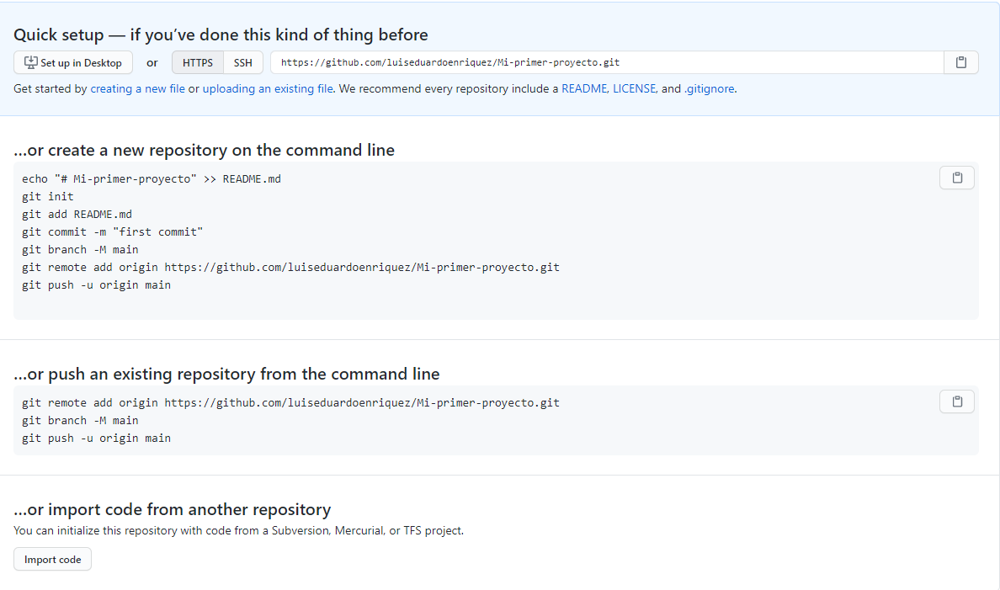 Quick setup — if you’ve done this kind of thing before
Set up in Desktop or HTTPS SSH https://github.com/luiseduardoenriquez/Mi-primer-proyecto.git
Get started by creating a new file or uploading an existing file. We recommend every repository include a README, LICENSE, and .gitignore.
…or create a new repository on the command line
echo "# Mi-primer-proyecto" >> README.md
git init
git add README.md
git commit -m "first commit"
git branch -M main
git remote add origin https://github.com/luiseduardoenriquez/Mi-primer-proyecto.git
git push -u origin main
…or push an existing repository from the command line
git remote add origin https://github.com/luiseduardoenriquez/Mi-primer-proyecto.git
git branch -M main
git push -u origin main
…or import code from another repository
You can initialize this repository with code from a Subversion, Mercurial, or TFS project.
Import code